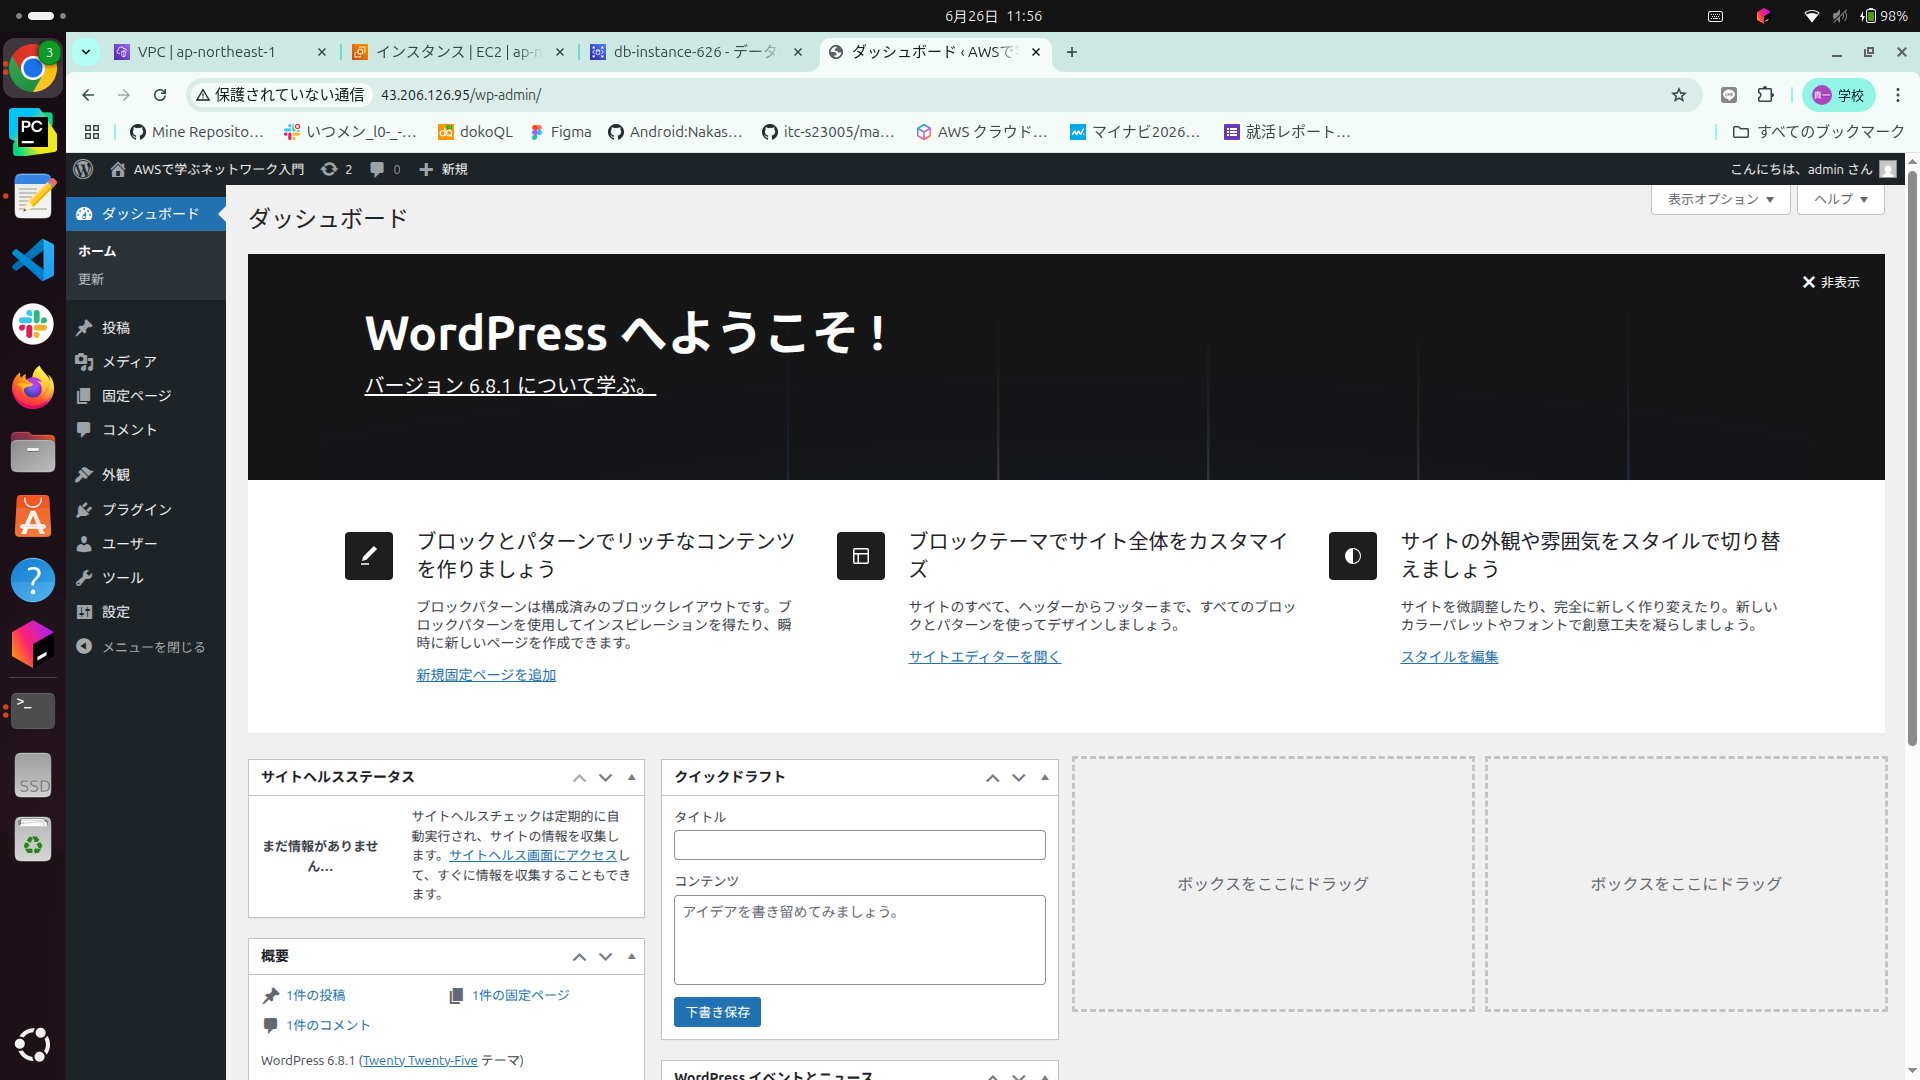 6月26日 11:56
98%
3
VPC | ap-northeast-1
インスタンス | EC2 | ap-n
db-instance-626 - データ
ダッシュボード ‹ AWSで
保護されていない通信
43.206.126.95/wp-admin/
貴一 学校
Mine Reposito…
いつメン_l0-_-…
dokoQL
Figma
Android:Nakas…
itc-s23005/ma…
AWS クラウド…
マイナビ2026…
就活レポート…
すべてのブックマーク
AWSで学ぶネットワーク入門
2
0
新規
こんにちは、admin さん
ダッシュボード
ホーム
更新
投稿
メディア
固定ページ
コメント
外観
プラグイン
ユーザー
ツール
設定
メニューを閉じる
ダッシュボード
表示オプション
ヘルプ
非表示
WordPress へようこそ !
バージョン 6.8.1 について学ぶ。
ブロックとパターンでリッチなコンテンツ
を作りましょう
ブロックパターンは構成済みのブロックレイアウトです。ブ
ロックパターンを使用してインスピレーションを得たり、瞬
時に新しいページを作成できます。
新規固定ページを追加
ブロックテーマでサイト全体をカスタマイ
ズ
サイトのすべて、ヘッダーからフッターまで、すべてのブロッ
クとパターンを使ってデザインしましょう。
サイトエディターを開く
サイトの外観や雰囲気をスタイルで切り替
えましょう
サイトを微調整したり、完全に新しく作り変えたり。新しい
カラーパレットやフォントで創意工夫を凝らしましょう。
スタイルを編集
サイトヘルスステータス
まだ情報がありませ
ん…
サイトヘルスチェックは定期的に自
動実行され、サイトの情報を収集し
ます。サイトヘルス画面にアクセスし
て、すぐに情報を収集することもでき
ます。
概要
1件の投稿
1件の固定ページ
1件のコメント
WordPress 6.8.1 (Twenty Twenty-Five テーマ)
クイックドラフト
タイトル
コンテンツ
アイデアを書き留めてみましょう。
下書き保存
WordPress イベントとニュース
ボックスをここにドラッグ
ボックスをここにドラッグ
PC
>_
SSD